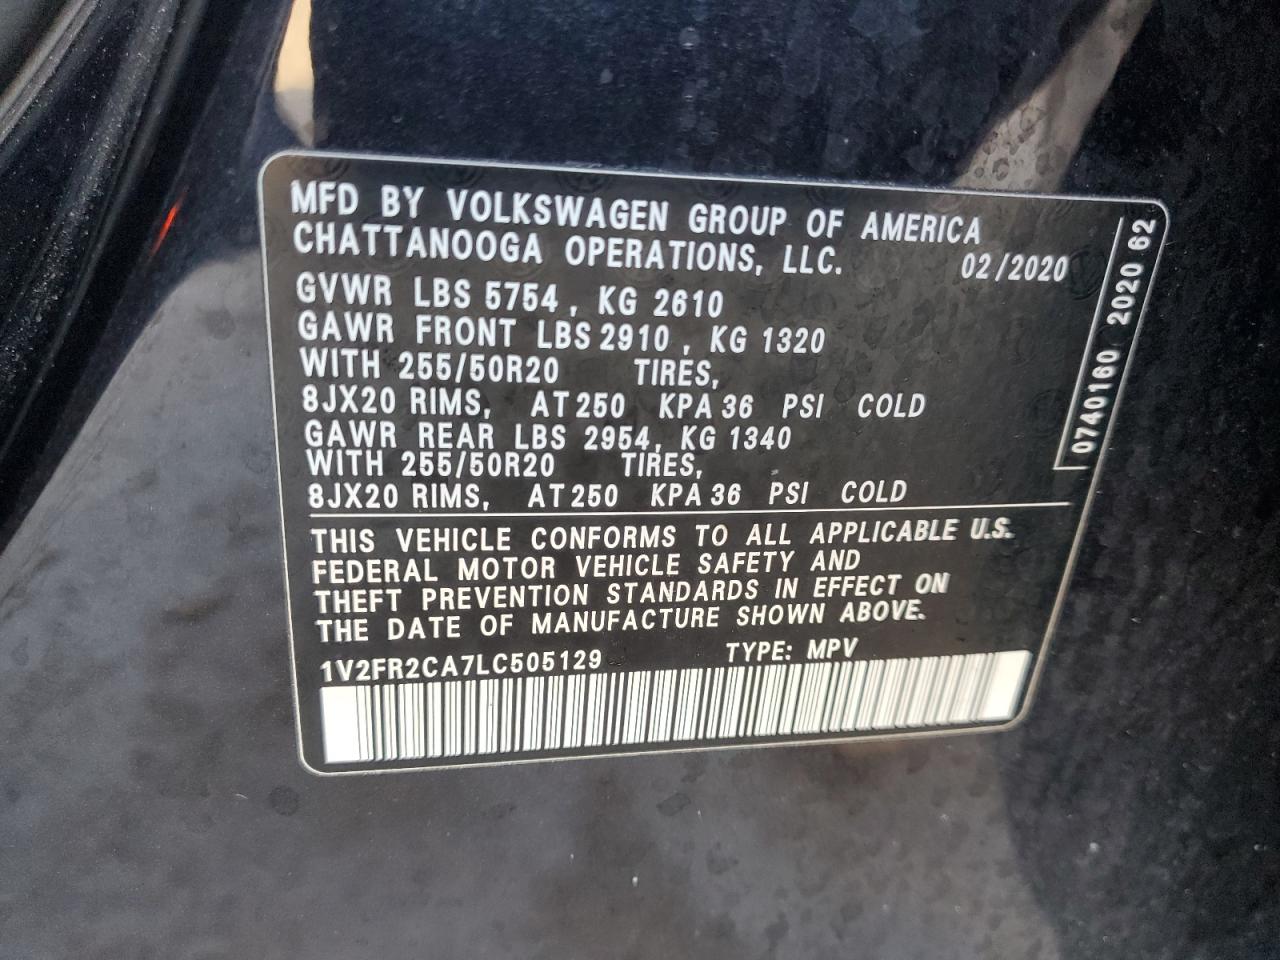 MFD BY VOLKSWAGEN GROUP OF AMERICA
CHATTANOOGA OPERATIONS, LLC. 02/2020
GVWR LBS 5754, KG 2610
GAWR FRONT LBS 2910, KG 1320
WITH 255/50R20 TIRES,
8JX20 RIMS, AT 250 KPA 36 PSI COLD
GAWR REAR LBS 2954, KG 1340
WITH 255/50R20 TIRES,
8JX20 RIMS, AT 250 KPA 36 PSI COLD
THIS VEHICLE CONFORMS TO ALL APPLICABLE U.S.
FEDERAL MOTOR VEHICLE SAFETY AND
THEFT PREVENTION STANDARDS IN EFFECT ON
THE DATE OF MANUFACTURE SHOWN ABOVE.
1V2FR2CA7LC505129 TYPE: MPV
0740160 2020 62